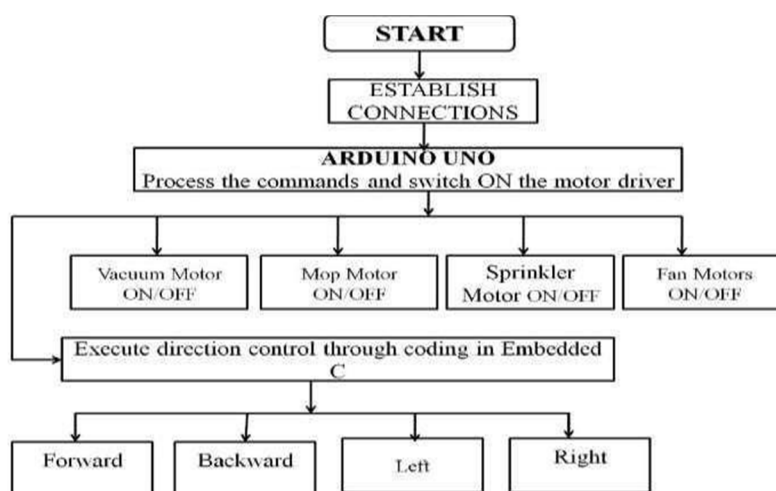 START
ESTABLISH
CONNECTIONS
ARDUINO UNO
Process the commands and switch ON the motor driver
Vacuum Motor
ON/OFF
Mop Motor
ON/OFF
Sprinkler
Motor ON/OFF
Fan Motors
ON/OFF
Execute direction control through coding in Embedded
C
Forward
Backward
Left
Right